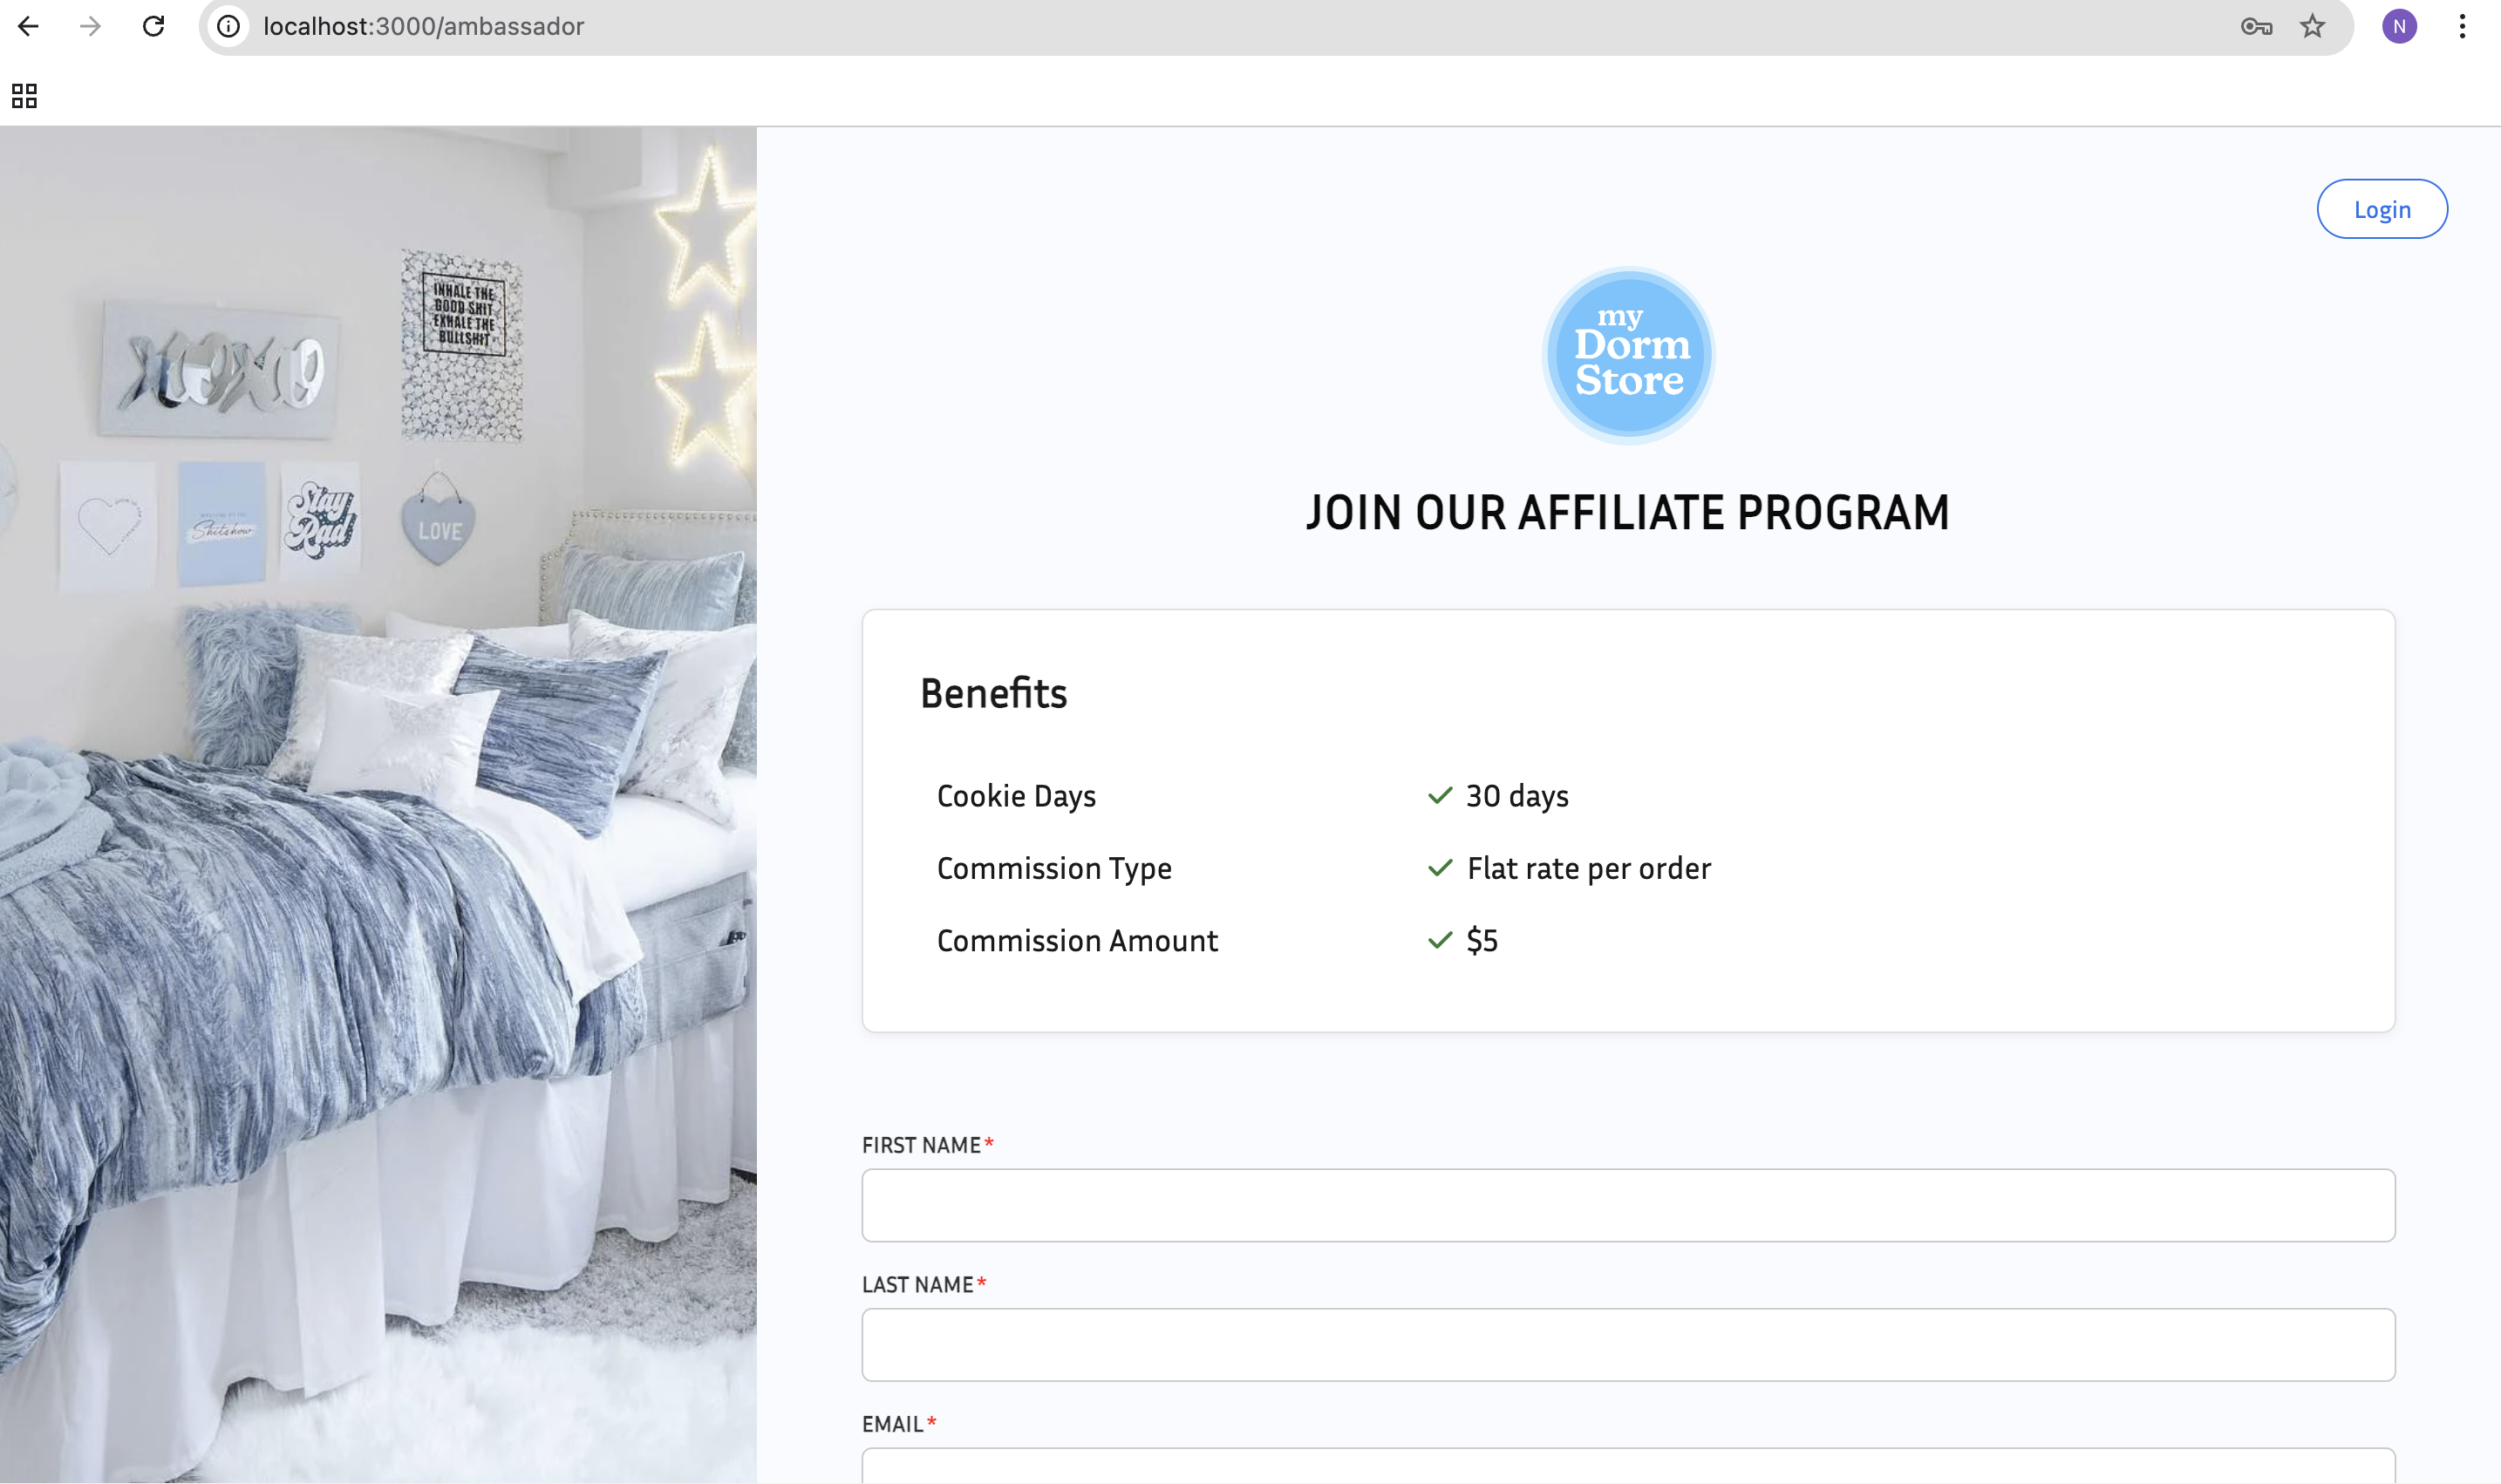 localhost:3000/ambassador
N
Login
my
Dorm
Store
JOIN OUR AFFILIATE PROGRAM
INHALE THE
GOOD SHIT
EXHALE THE
BULLSHIT
XOXO
Shitshow
Stay
Rad
LOVE
Benefits
Cookie Days
30 days
Commission Type
Flat rate per order
Commission Amount
$5
FIRST NAME*
LAST NAME*
EMAIL*